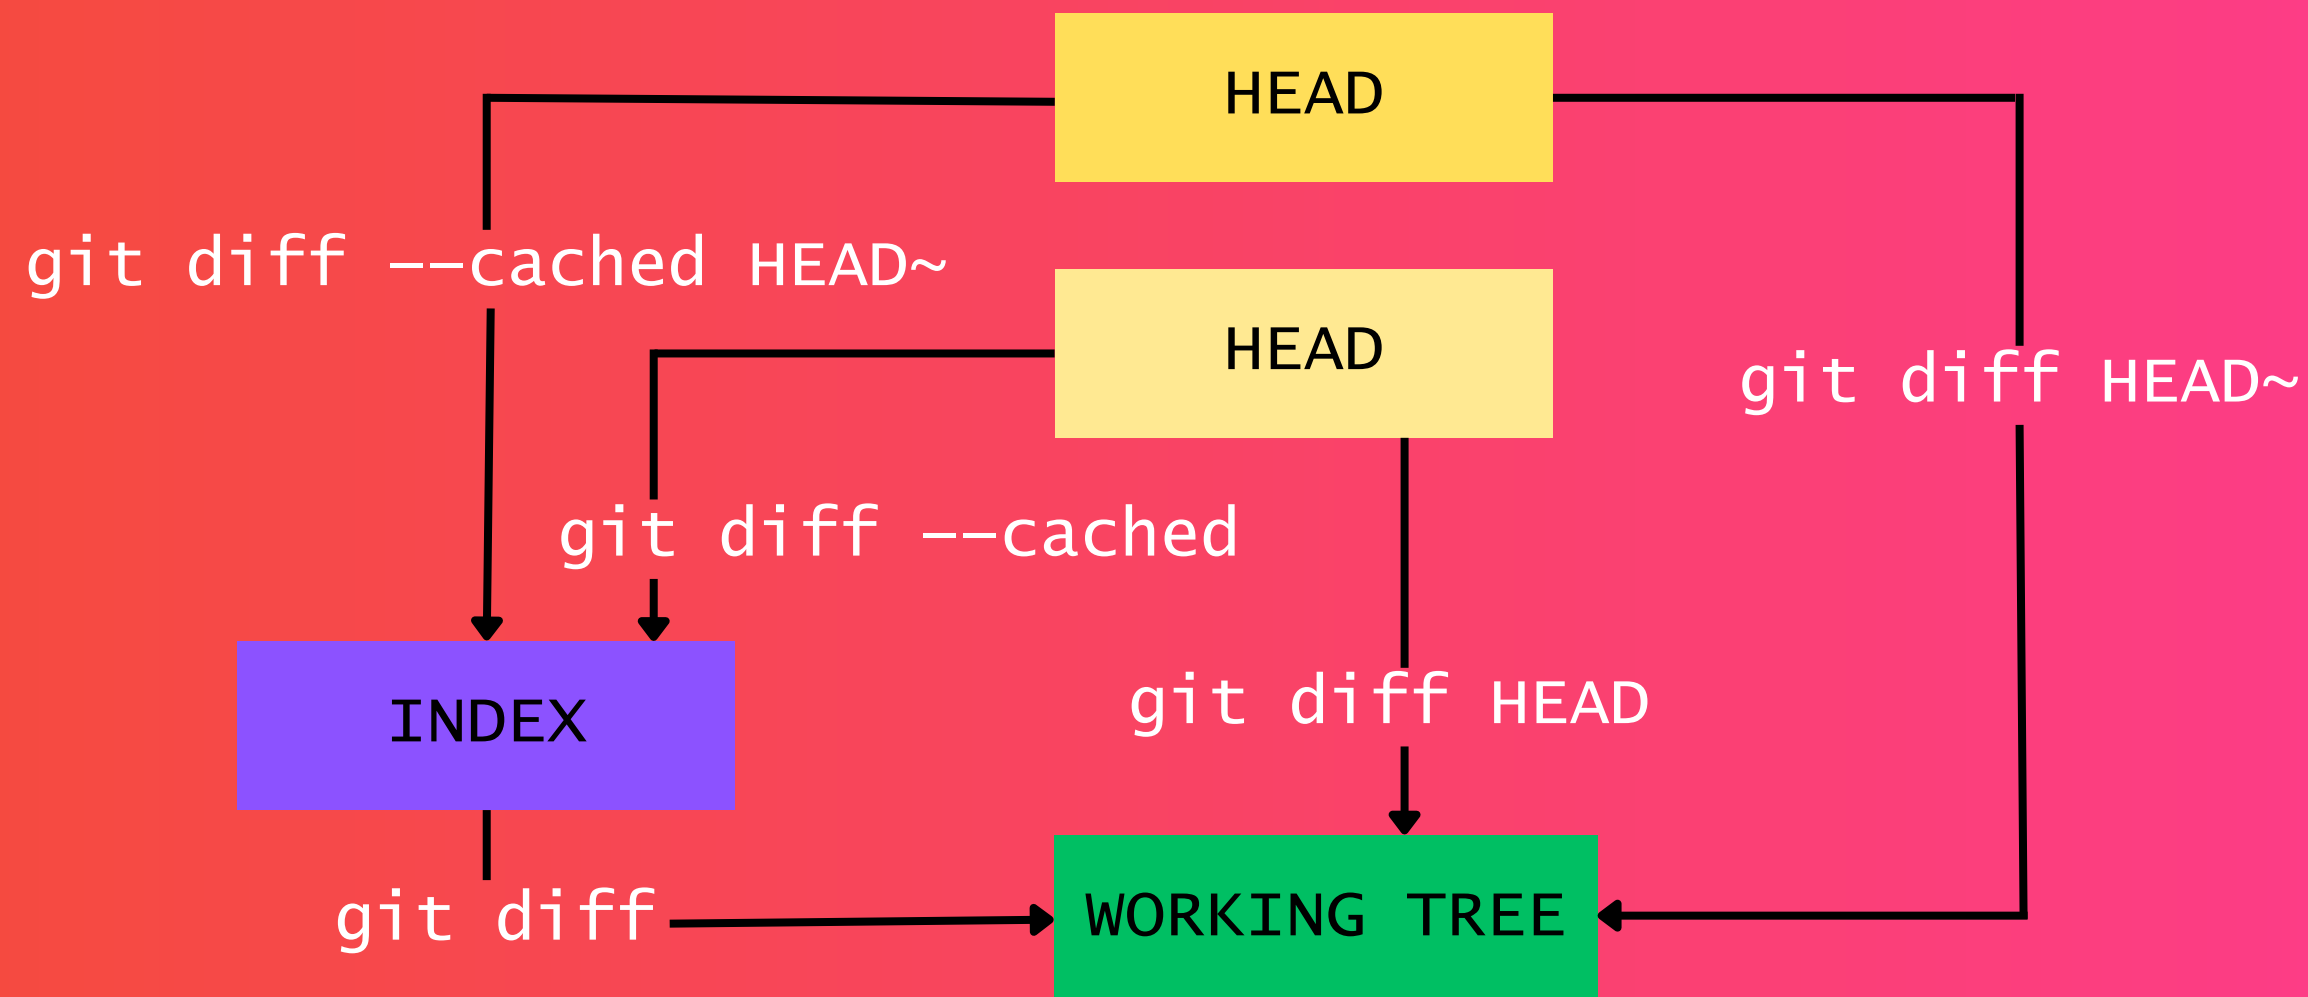 HEAD
git diff --cached HEAD~
HEAD
git diff HEAD~
git diff --cached
git diff HEAD
INDEX
git diff
WORKING TREE